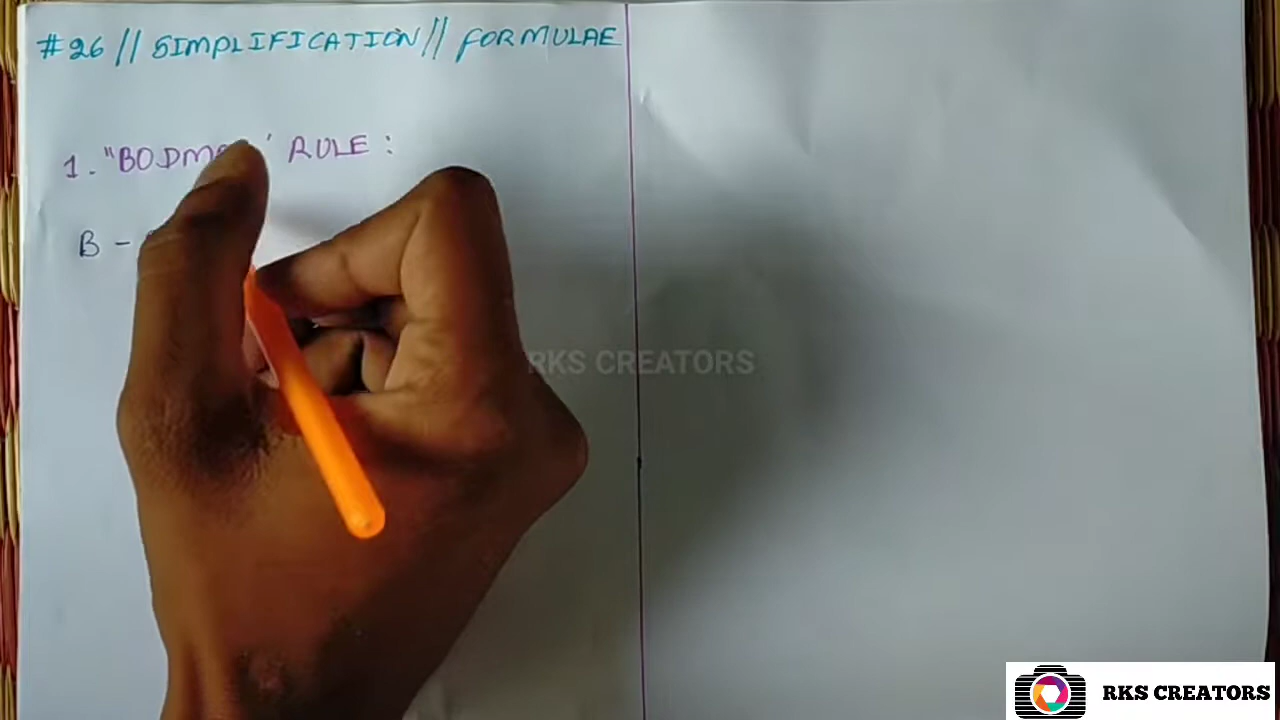 #26 // SIMPLIFICATION // FORMULAE
1. "BODM ' RULE :
B -
RKS CREATORS
RKS CREATORS